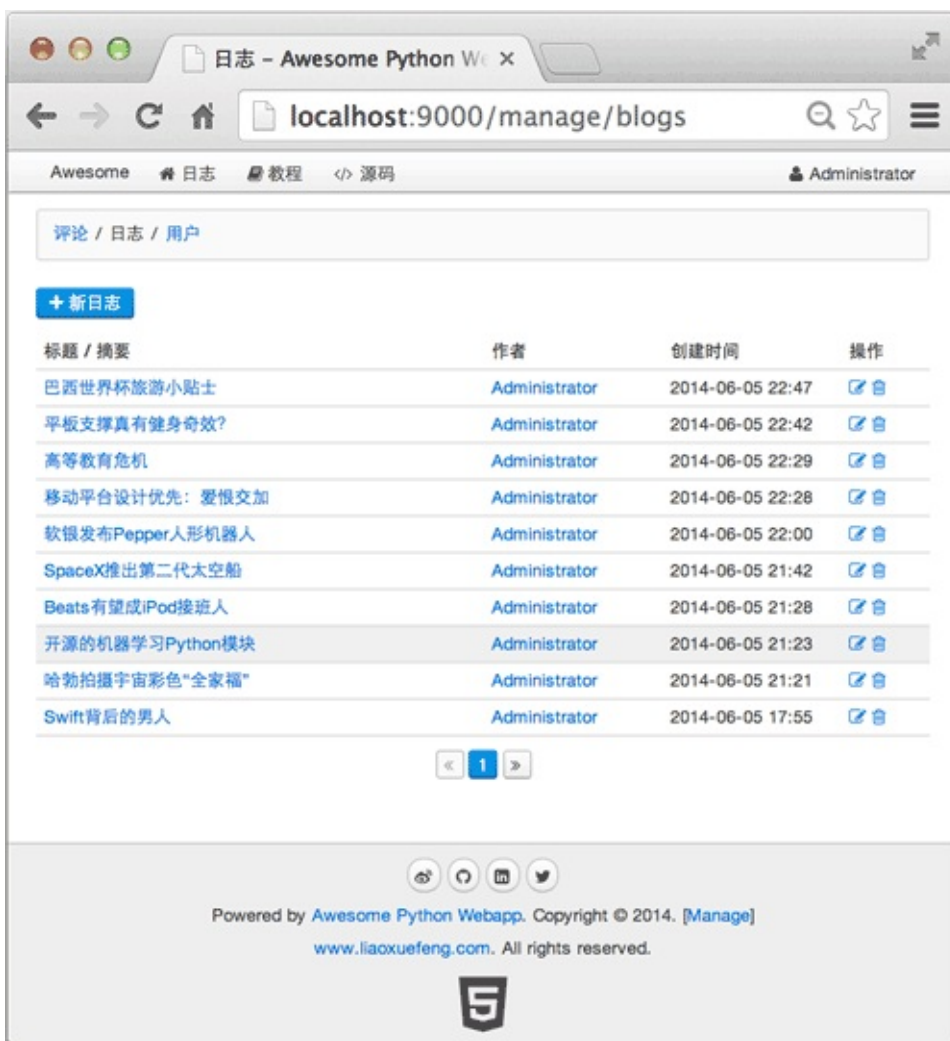 日志 – Awesome Python We
localhost:9000/manage/blogs
Awesome 日志 教程 源码 Administrator
评论 / 日志 / 用户
新日志
标题 / 摘要 作者 创建时间 操作
巴西世界杯旅游小贴士 Administrator 2014-06-05 22:47
平板支撑真有健身奇效? Administrator 2014-06-05 22:42
高等教育危机 Administrator 2014-06-05 22:29
移动平台设计优先：爱恨交加 Administrator 2014-06-05 22:28
软银发布Pepper人形机器人 Administrator 2014-06-05 22:00
SpaceX推出第二代太空船 Administrator 2014-06-05 21:42
Beats有望成iPod接班人 Administrator 2014-06-05 21:28
开源的机器学习Python模块 Administrator 2014-06-05 21:23
哈勃拍摄宇宙彩色"全家福" Administrator 2014-06-05 21:21
Swift背后的男人 Administrator 2014-06-05 17:55
« 1 »
Powered by Awesome Python Webapp. Copyright © 2014. [Manage]
www.liaoxuefeng.com. All rights reserved.
5